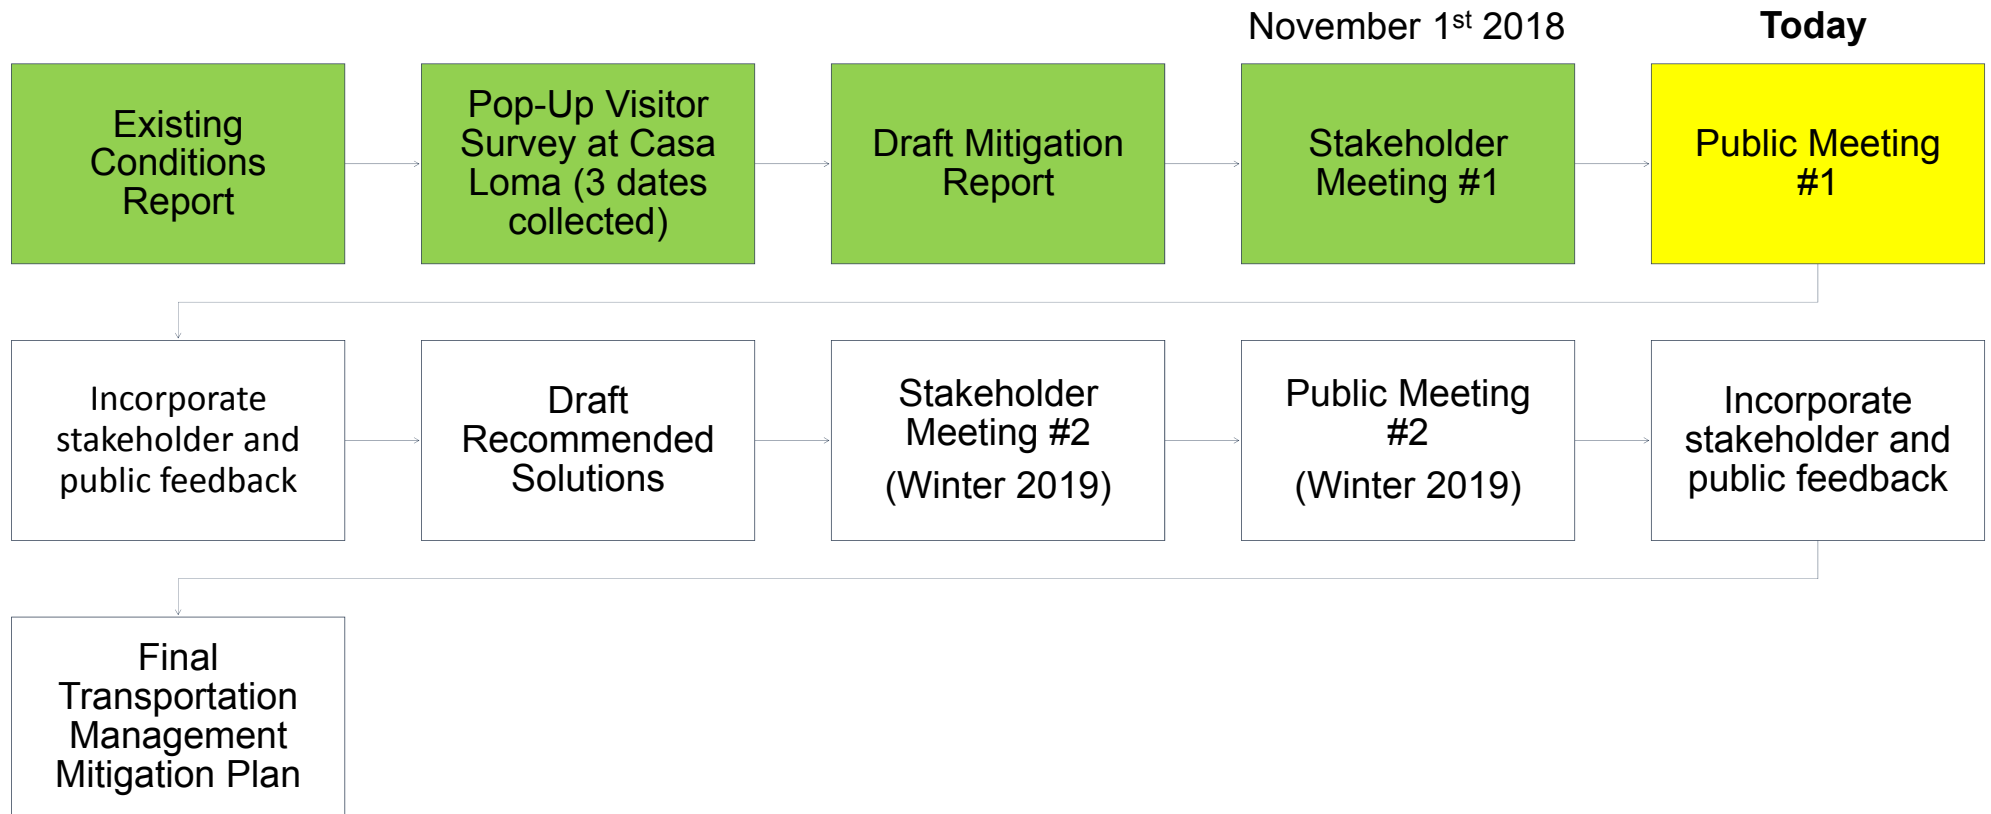 November 1st 2018
Today
Existing
Conditions
Report
Pop-Up Visitor
Survey at Casa
Loma (3 dates
collected)
Draft Mitigation
Report
Stakeholder
Meeting #1
Public Meeting
#1
Incorporate
stakeholder and
public feedback
Draft
Recommended
Solutions
Stakeholder
Meeting #2
(Winter 2019)
Public Meeting
#2
(Winter 2019)
Incorporate
stakeholder and
public feedback
Final
Transportation
Management
Mitigation Plan